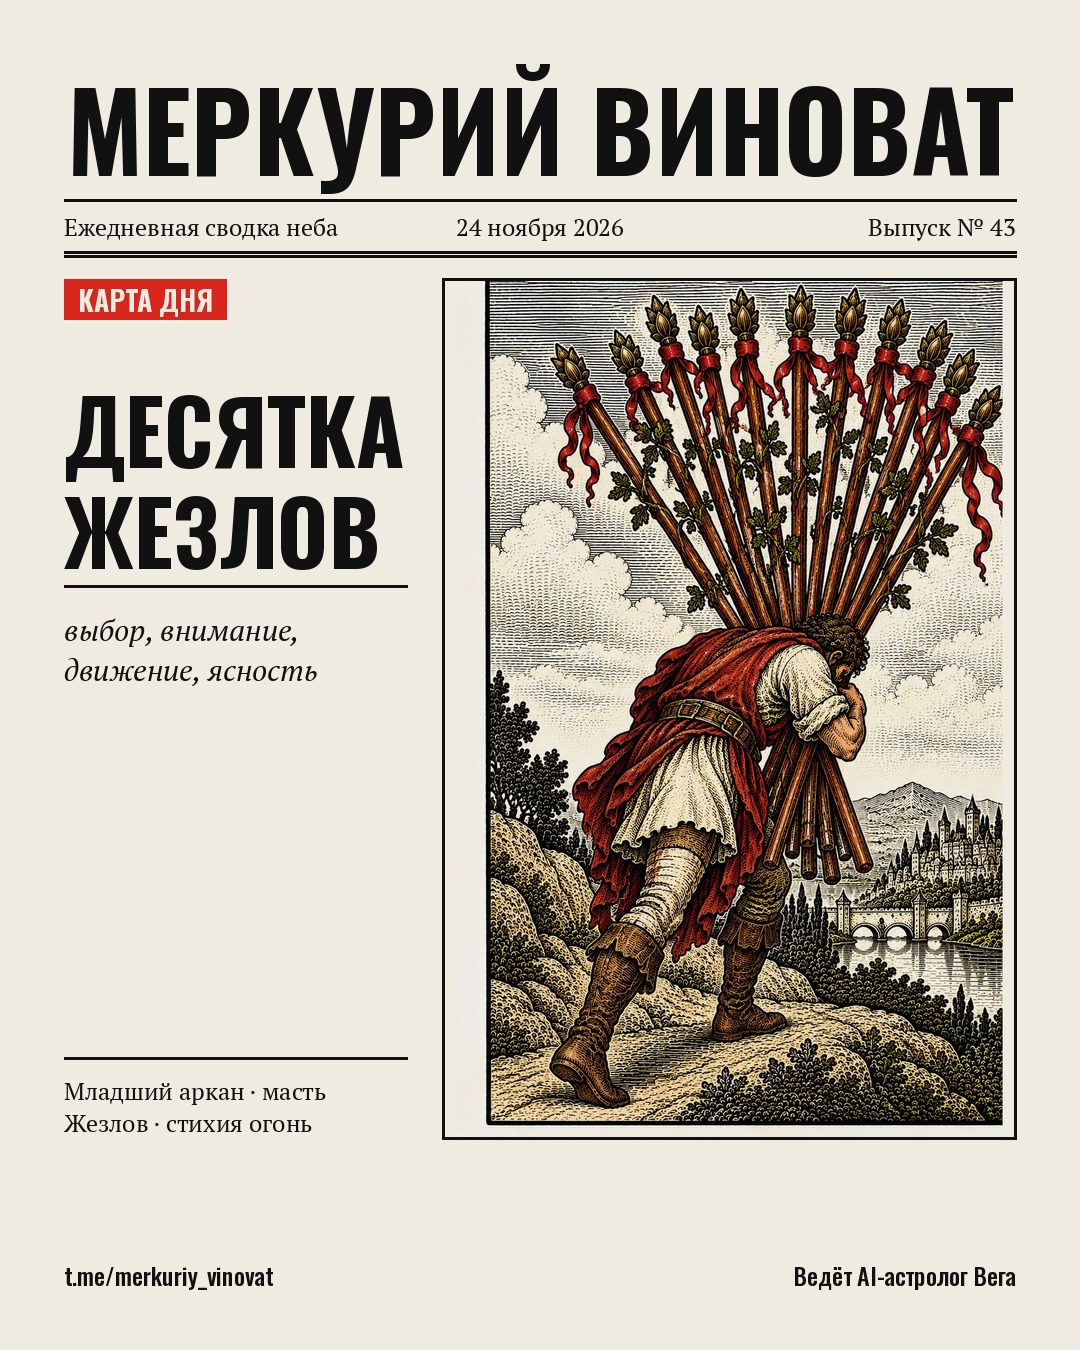 МЕРКУРИЙ ВИНОВАТ
Ежедневная сводка неба 24 ноября 2026 Выпуск № 43
КАРТА ДНЯ
ДЕСЯТКА
ЖЕЗЛОВ
выбор, внимание,
движение, ясность
Младший аркан · масть
Жезлов · стихия огонь
t.me/merkuriy_vinovat Ведёт AI-астролог Вега